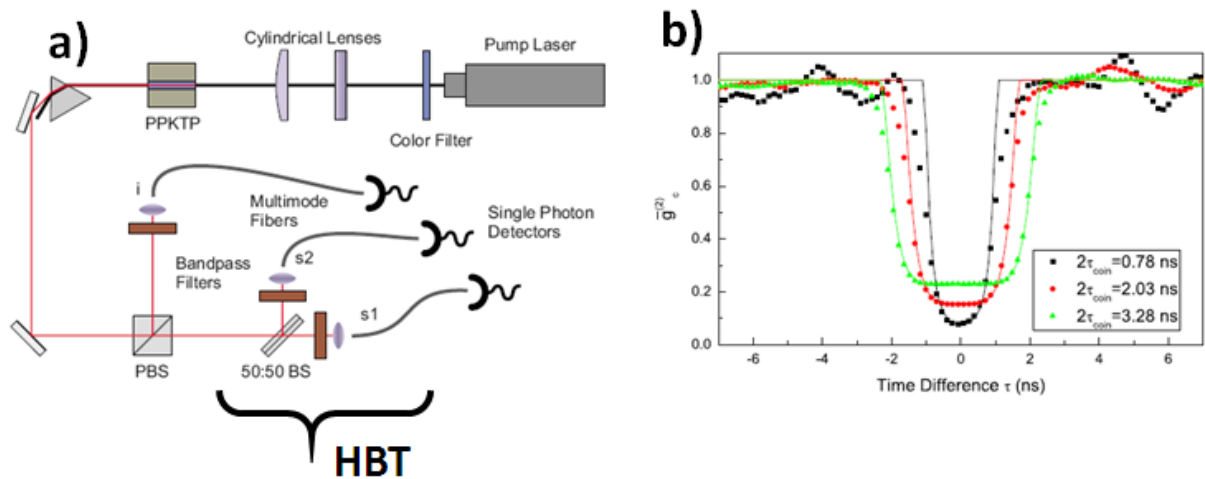 a)
Cylindrical Lenses
Pump Laser
PPKTP
Color Filter
i
Multimode
Fibers
Single Photon
Detectors
s2
Bandpass
Filters
s1
PBS
50:50 BS
HBT
b)
1.0
0.8
0.6
0.4
0.2
0.0
g̅⁽²⁾c
2τcoin=0.78 ns
2τcoin=2.03 ns
2τcoin=3.28 ns
-6 -4 -2 0 2 4 6
Time Difference τ (ns)